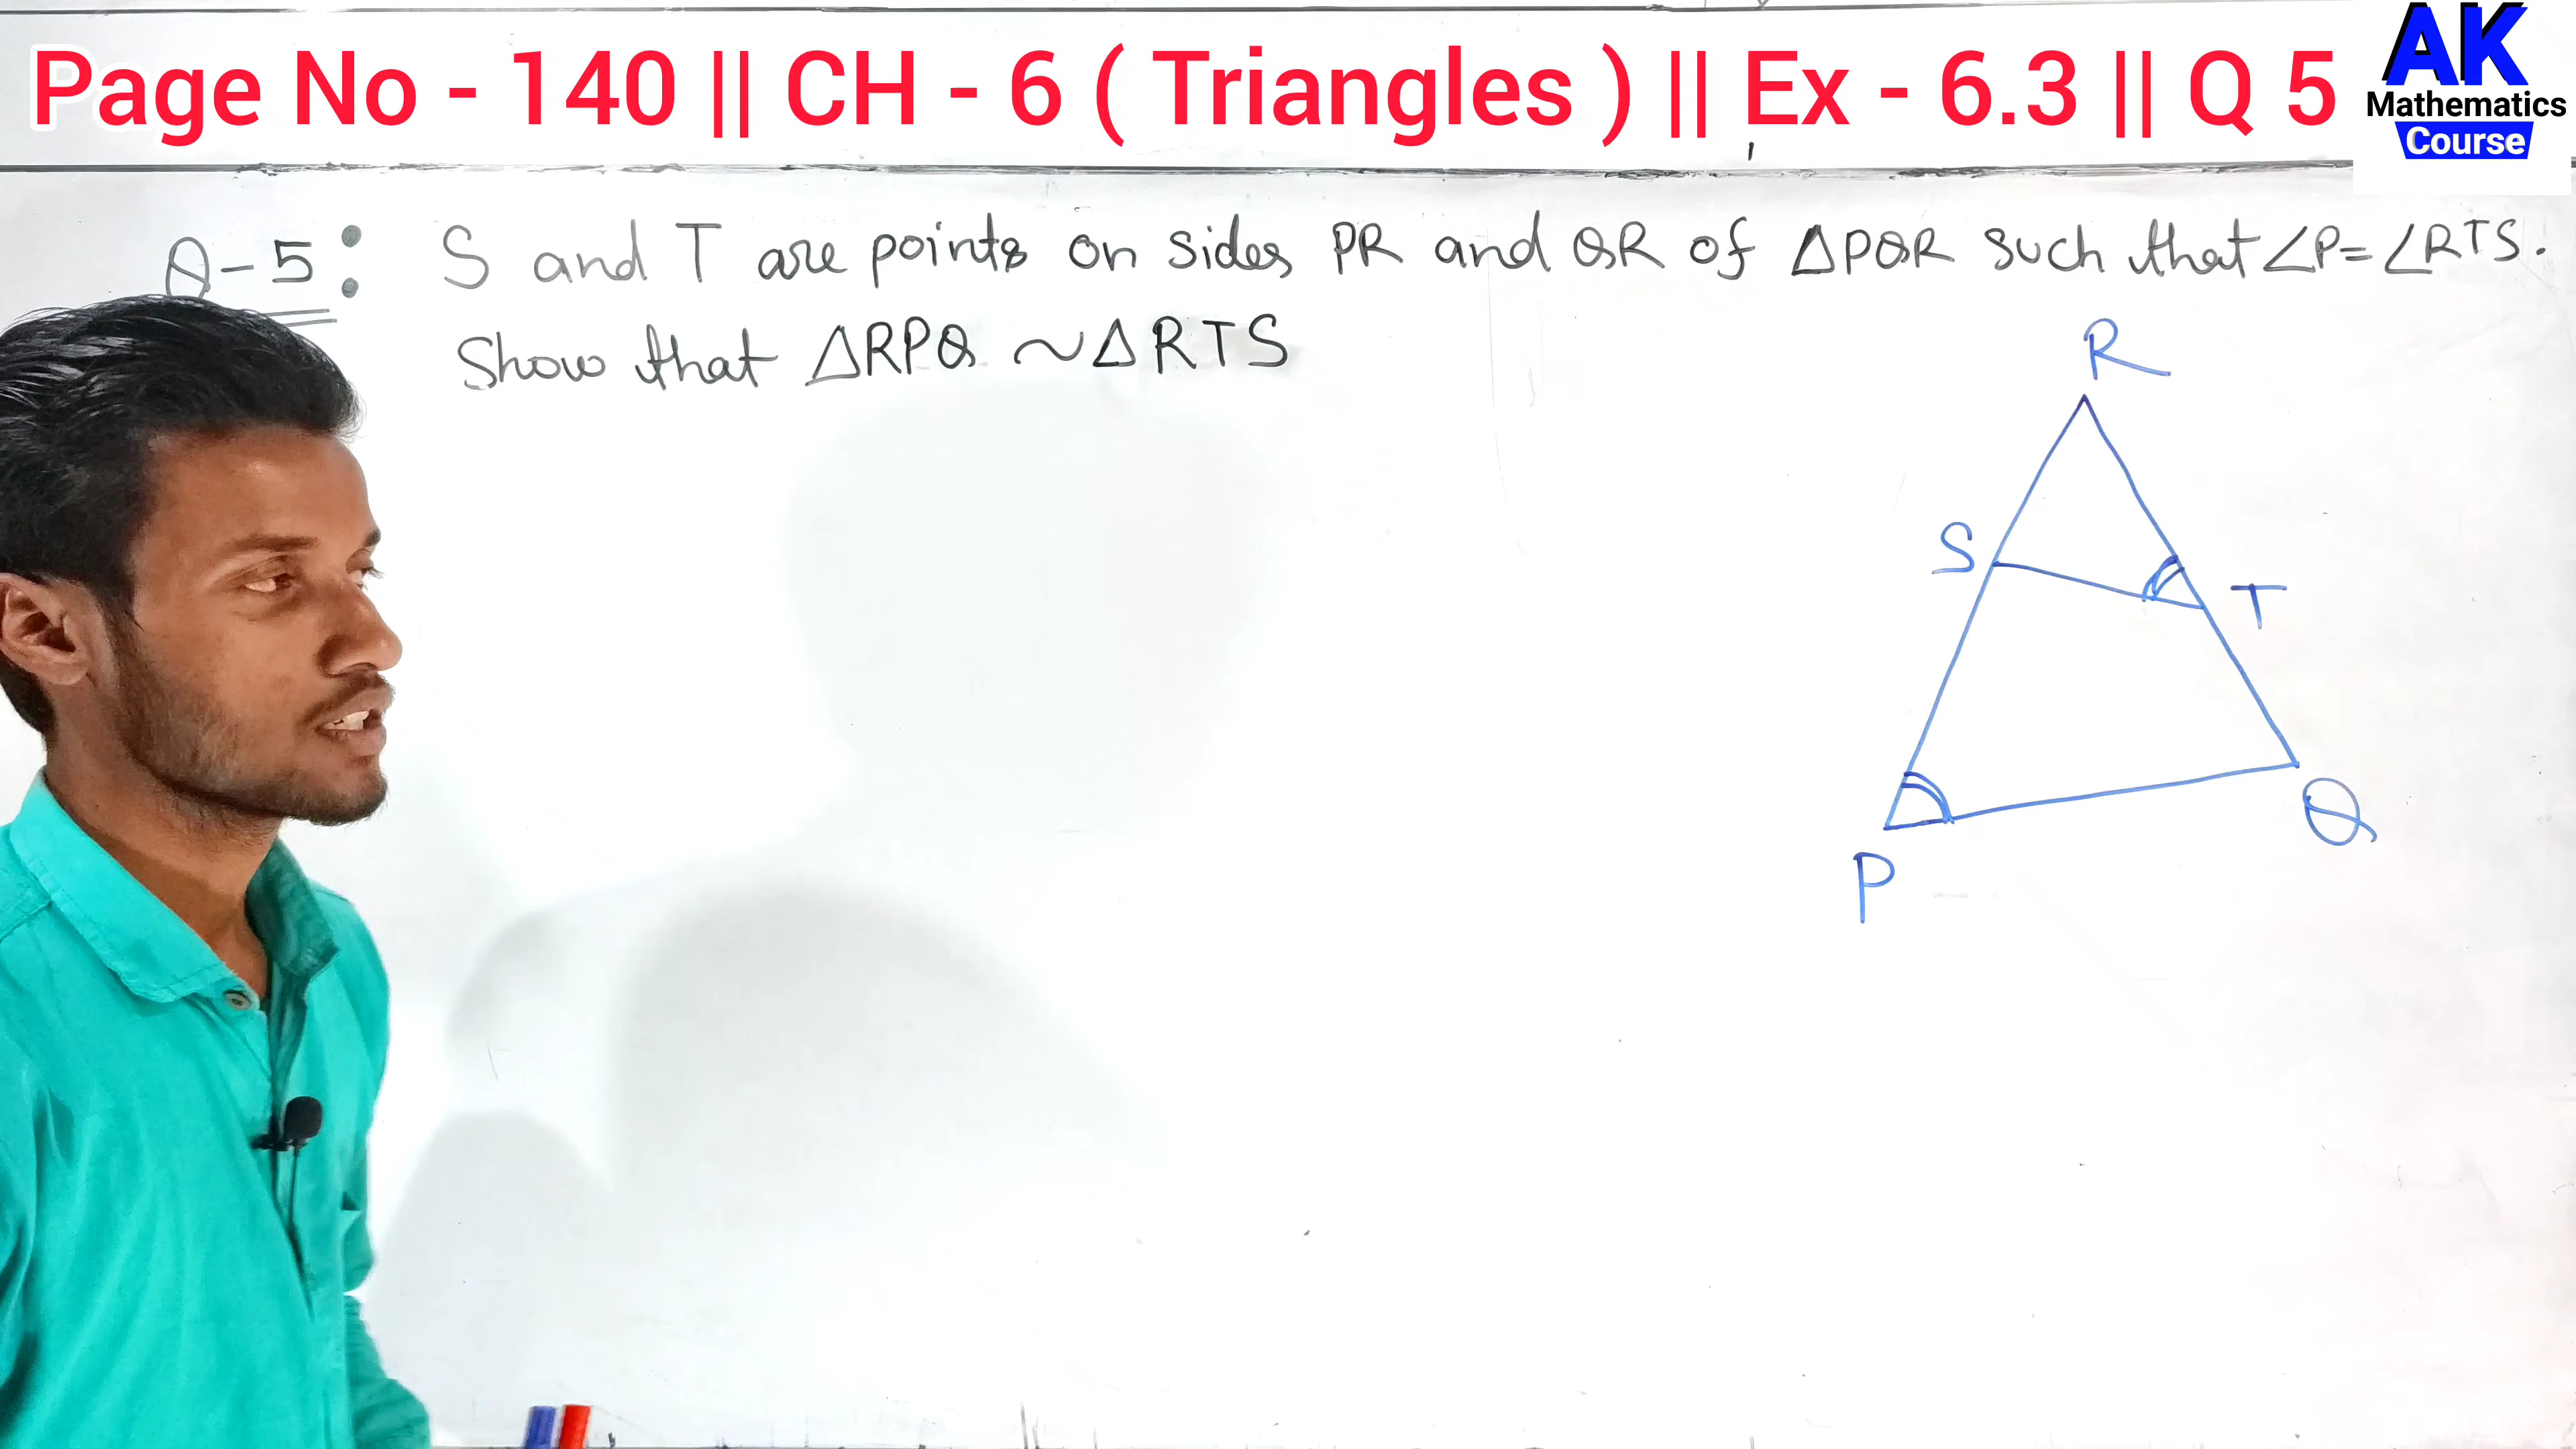 Page No - 140 || CH - 6 ( Triangles ) || Ex - 6.3 || Q 5
AK
Mathematics
Course
Q-5: S and T are points on sides PR and QR of ΔPQR such that ∠P=∠RTS.
Show that ΔRPQ ~ ΔRTS
R
S
T
P
Q